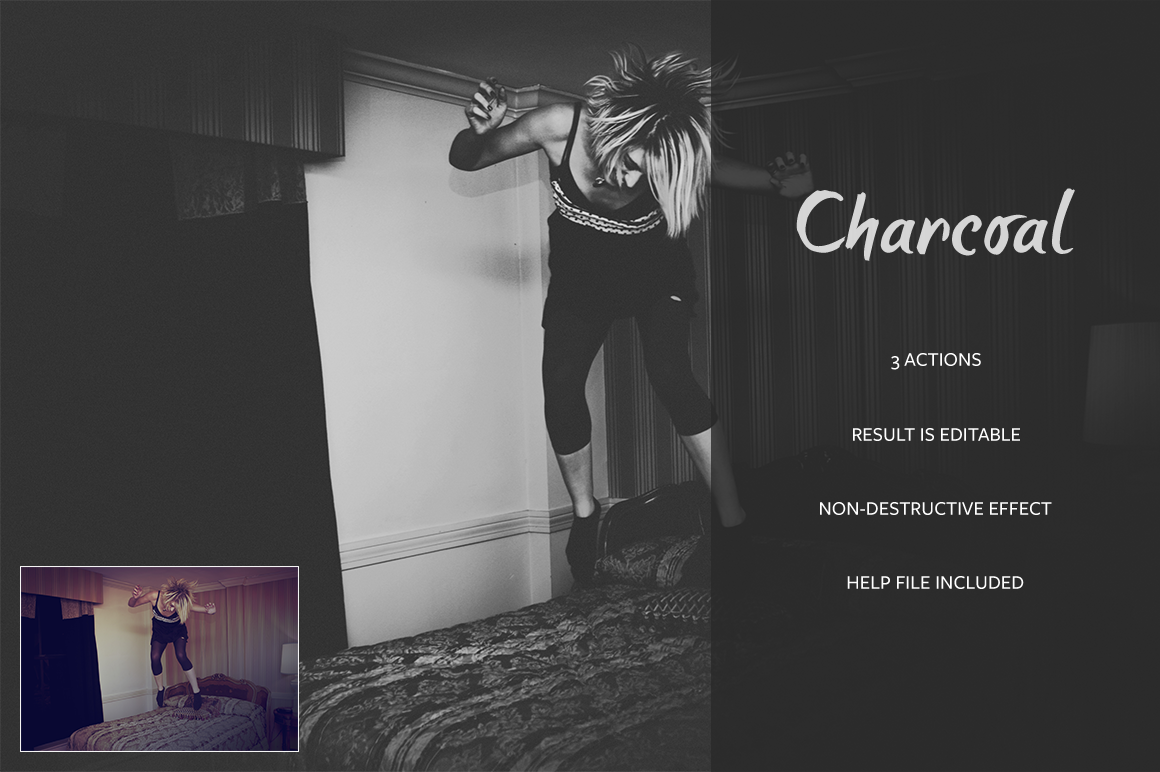 Charcoal
3 ACTIONS
RESULT IS EDITABLE
NON-DESTRUCTIVE EFFECT
HELP FILE INCLUDED